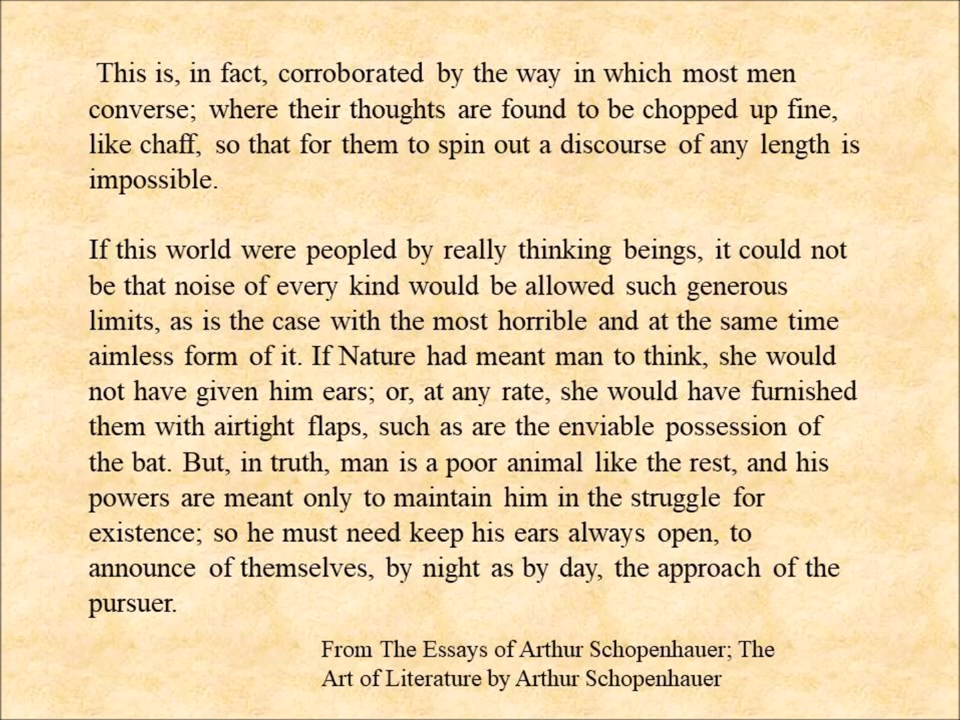 This is, in fact, corroborated by the way in which most men
converse; where their thoughts are found to be chopped up fine,
like chaff, so that for them to spin out a discourse of any length is
impossible.
If this world were peopled by really thinking beings, it could not
be that noise of every kind would be allowed such generous
limits, as is the case with the most horrible and at the same time
aimless form of it. If Nature had meant man to think, she would
not have given him ears; or, at any rate, she would have furnished
them with airtight flaps, such as are the enviable possession of
the bat. But, in truth, man is a poor animal like the rest, and his
powers are meant only to maintain him in the struggle for
existence; so he must need keep his ears always open, to
announce of themselves, by night as by day, the approach of the
pursuer.
From The Essays of Arthur Schopenhauer; The
Art of Literature by Arthur Schopenhauer